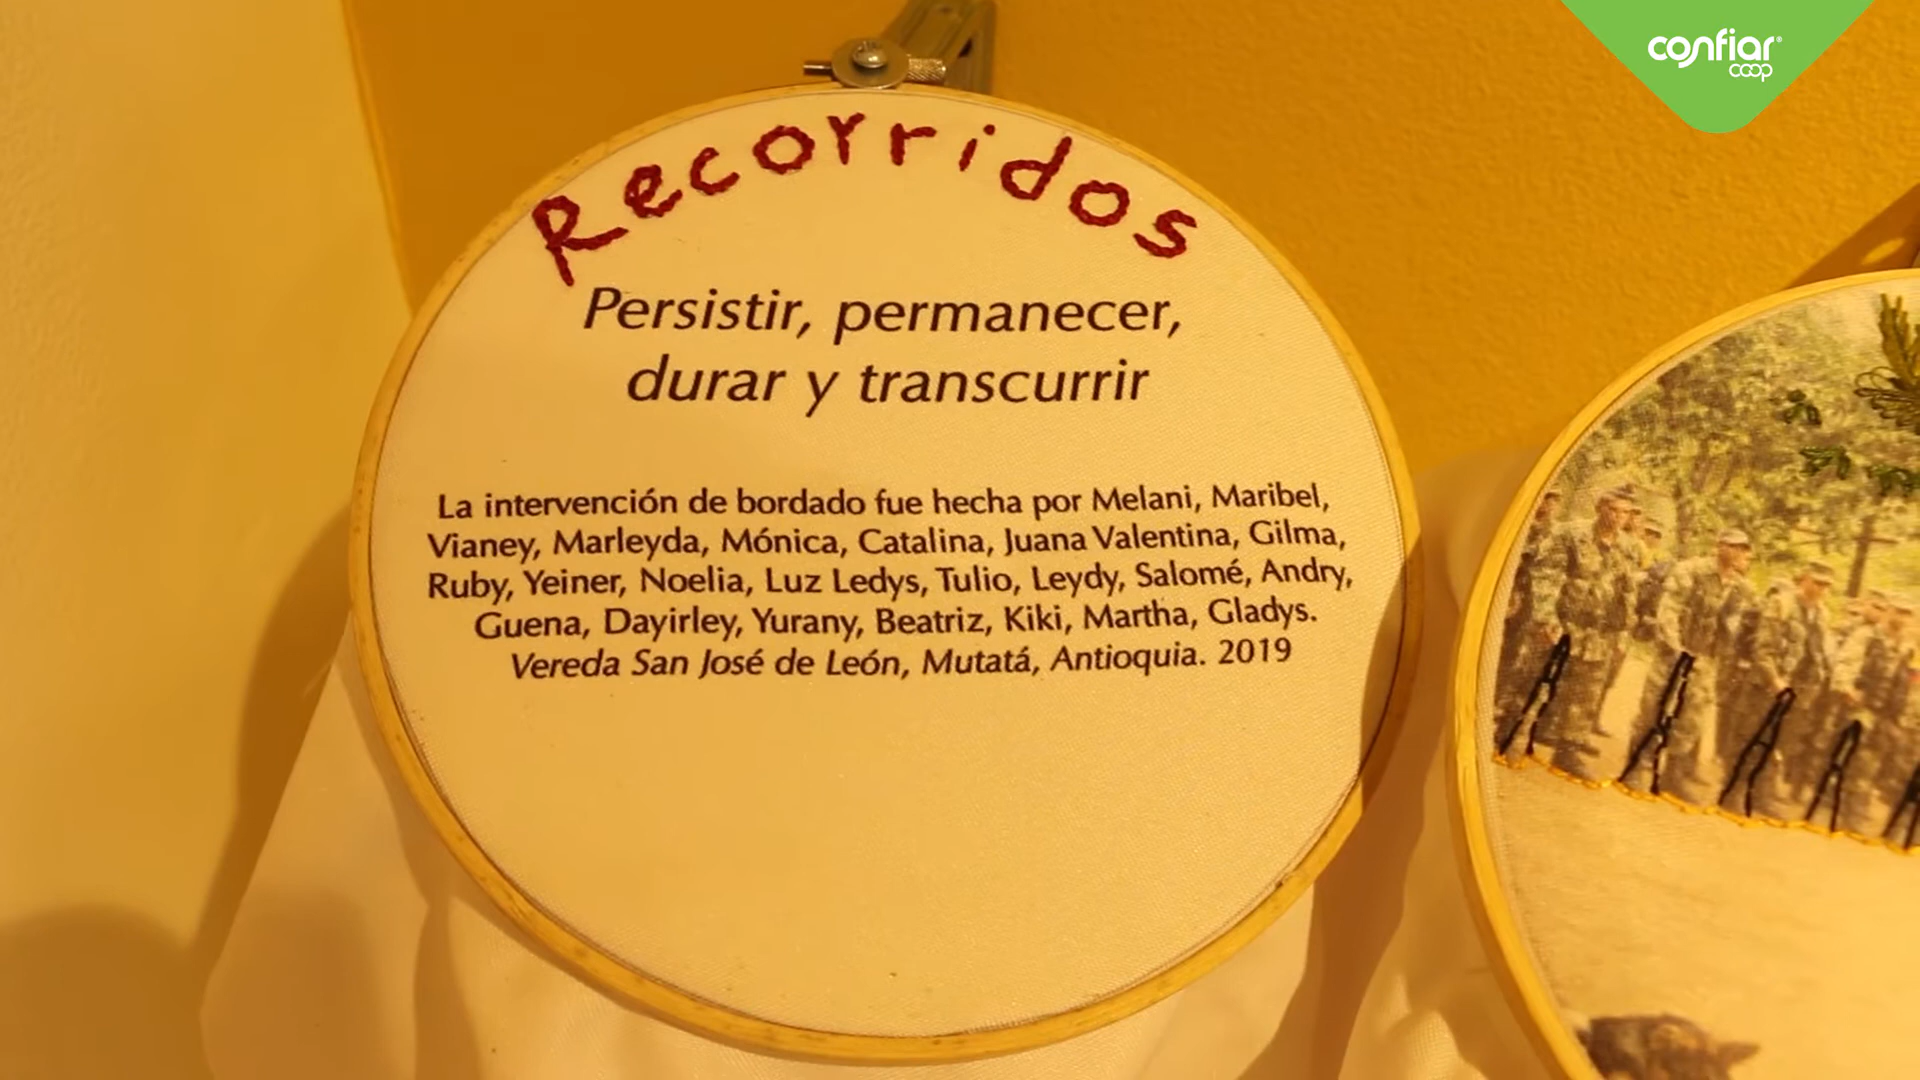 confiar®
coop
Recorridos
Persistir, permanecer,
durar y transcurrir
La intervención de bordado fue hecha por Melani, Maribel,
Vianey, Marleyda, Mónica, Catalina, Juana Valentina, Gilma,
Ruby, Yeiner, Noelia, Luz Ledys, Tulio, Leydy, Salomé, Andry,
Guena, Dayirley, Yurany, Beatriz, Kiki, Martha, Gladys.
Vereda San José de León, Mutatá, Antioquia. 2019